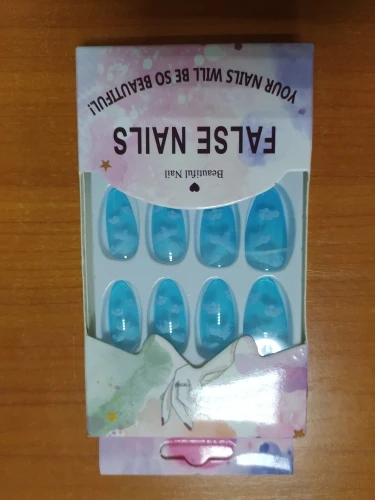 Beautiful Nail
FALSE NAILS
YOUR NAILS WILL BE SO BEAUTIFUL!